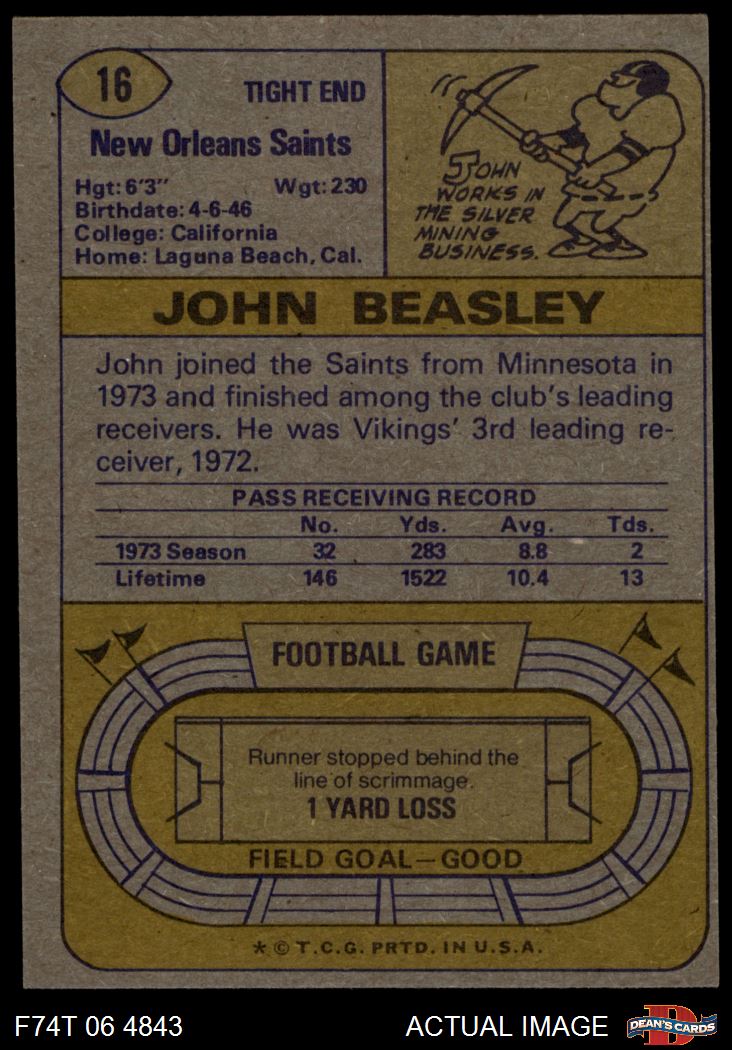 16
TIGHT END
New Orleans Saints
Hgt: 6'3" Wgt: 230
Birthdate: 4-6-46
College: California
Home: Laguna Beach, Cal.
JOHN
WORKS IN
THE SILVER
MINING
BUSINESS.
JOHN BEASLEY
John joined the Saints from Minnesota in
1973 and finished among the club's leading
receivers. He was Vikings' 3rd leading re-
ceiver, 1972.
PASS RECEIVING RECORD
No. Yds. Avg. Tds.
1973 Season 32 283 8.8 2
Lifetime 146 1522 10.4 13
FOOTBALL GAME
Runner stopped behind the
line of scrimmage.
1 YARD LOSS
FIELD GOAL—GOOD
* © T.C.G. PRTD. IN U.S.A.
F74T 06 4843 ACTUAL IMAGE
DEAN'S CARDS